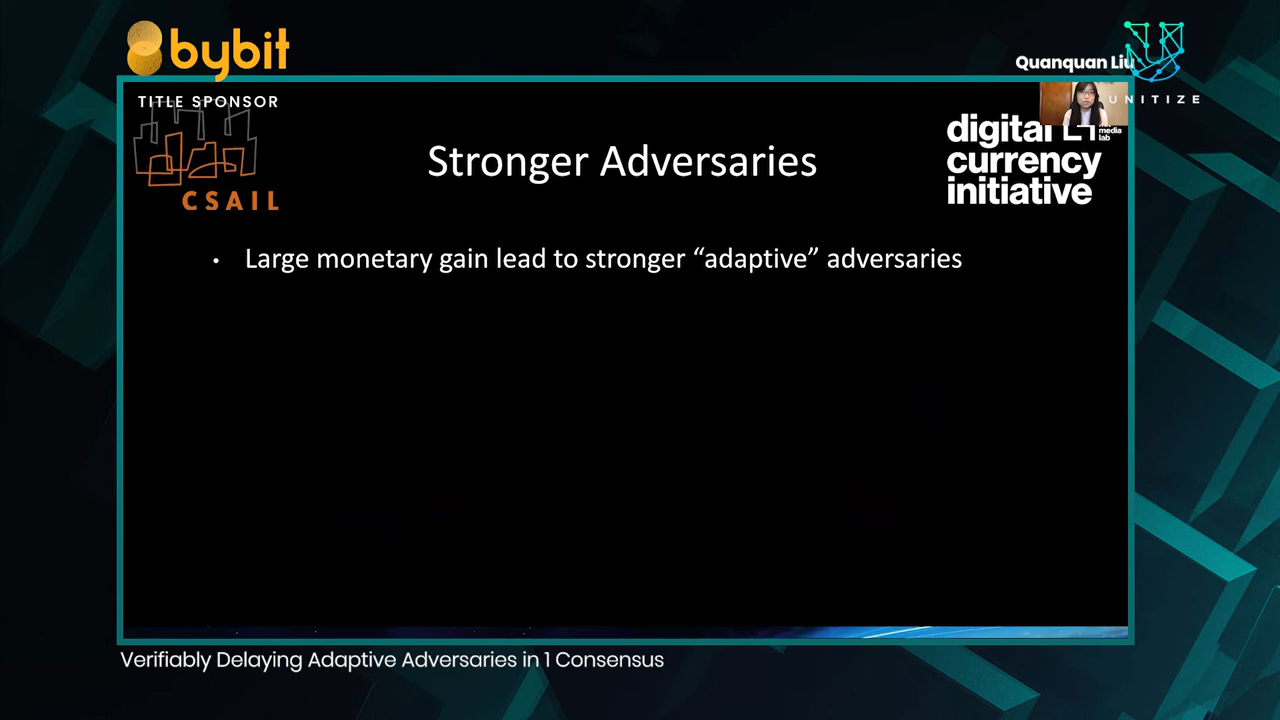 bybit
TITLE SPONSOR
CSAIL
Quanquan Liu
UNITIZE
digital
media
lab
currency
initiative
Stronger Adversaries
• Large monetary gain lead to stronger “adaptive” adversaries
Verifiably Delaying Adaptive Adversaries in 1 Consensus